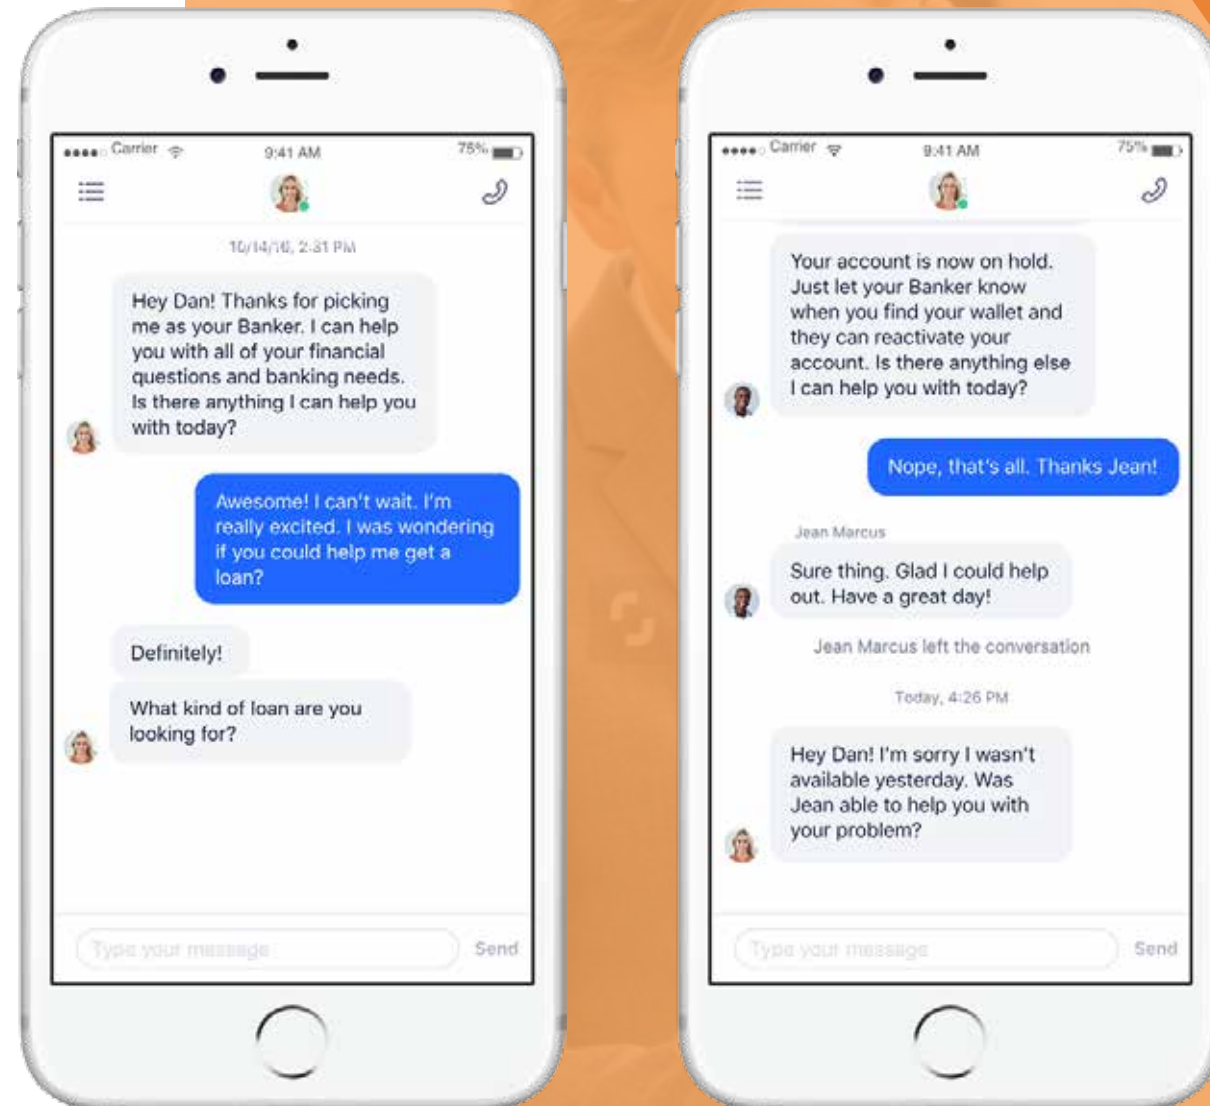 Carrier
9:41 AM
75%
10/14/16, 2:31 PM
Hey Dan! Thanks for picking
me as your Banker. I can help
you with all of your financial
questions and banking needs.
Is there anything I can help you
with today?
Awesome! I can't wait. I'm
really excited. I was wondering
if you could help me get a
loan?
Definitely!
What kind of loan are you
looking for?
Type your message
Send
Carrier
9:41 AM
75%
Your account is now on hold.
Just let your Banker know
when you find your wallet and
they can reactivate your
account. Is there anything else
I can help you with today?
Nope, that's all. Thanks Jean!
Jean Marcus
Sure thing. Glad I could help
out. Have a great day!
Jean Marcus left the conversation
Today, 4:26 PM
Hey Dan! I'm sorry I wasn't
available yesterday. Was
Jean able to help you with
your problem?
Type your message
Send